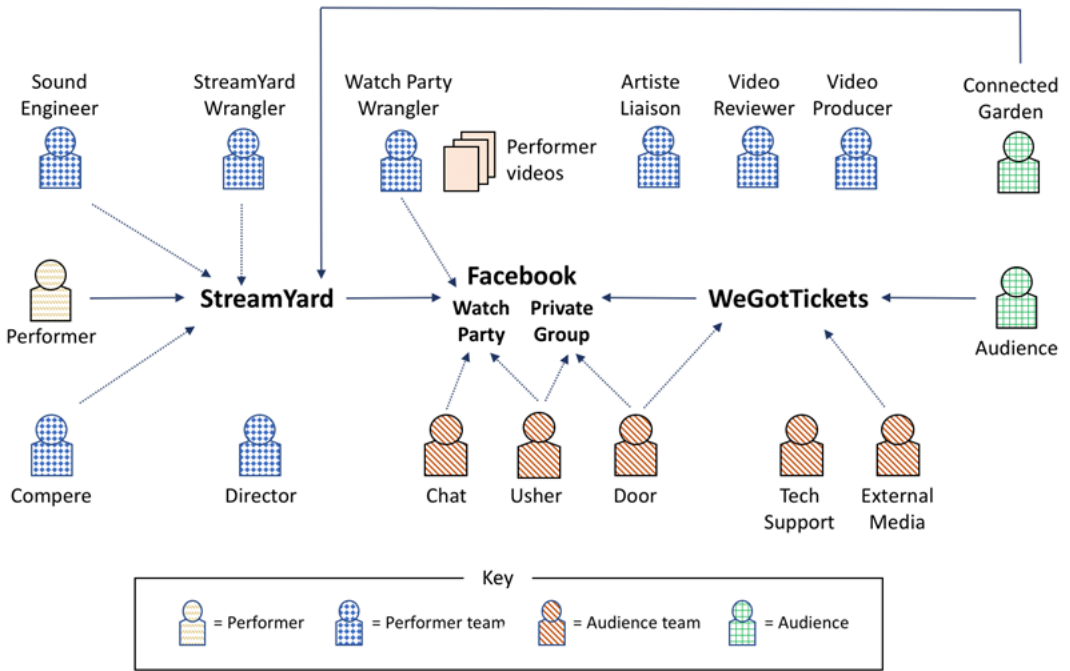 Sound
Engineer
StreamYard
Wrangler
Watch Party
Wrangler
Performer
videos
Artiste
Liaison
Video
Reviewer
Video
Producer
Connected
Garden
Performer
StreamYard
Facebook
Watch
Party
Private
Group
WeGotTickets
Audience
Compere
Director
Chat
Usher
Door
Tech
Support
External
Media
Key
= Performer
= Performer team
= Audience team
= Audience